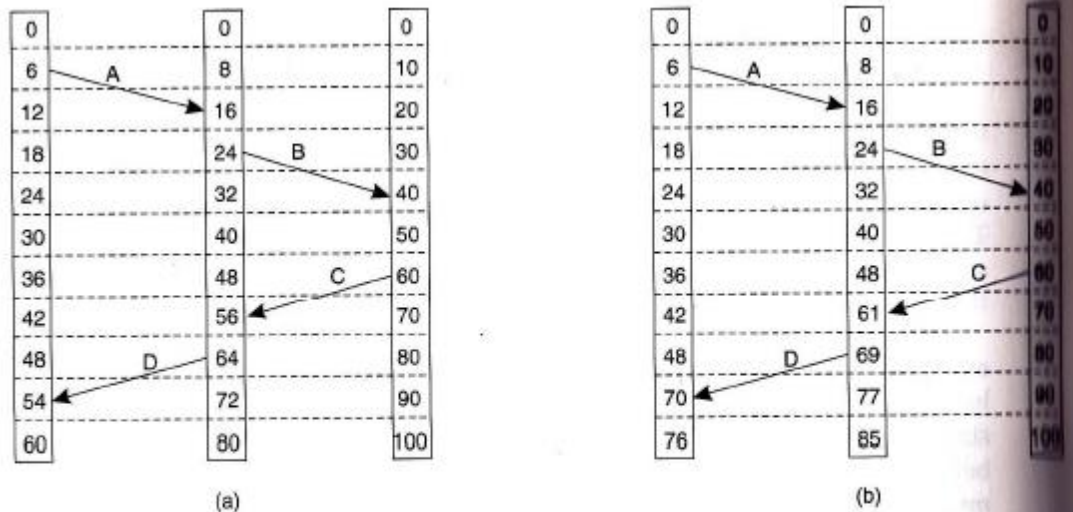 0 0 0 0 0 0
6 A 8 10 6 A 8 10
12 16 20 12 16 20
18 24 B 30 18 24 B 30
24 32 40 24 32 40
30 40 50 30 40 50
36 48 C 60 36 48 C 60
42 56 70 42 61 70
48 D 64 80 48 D 69 80
54 72 90 70 77 90
60 80 100 76 85 100
(a) (b)